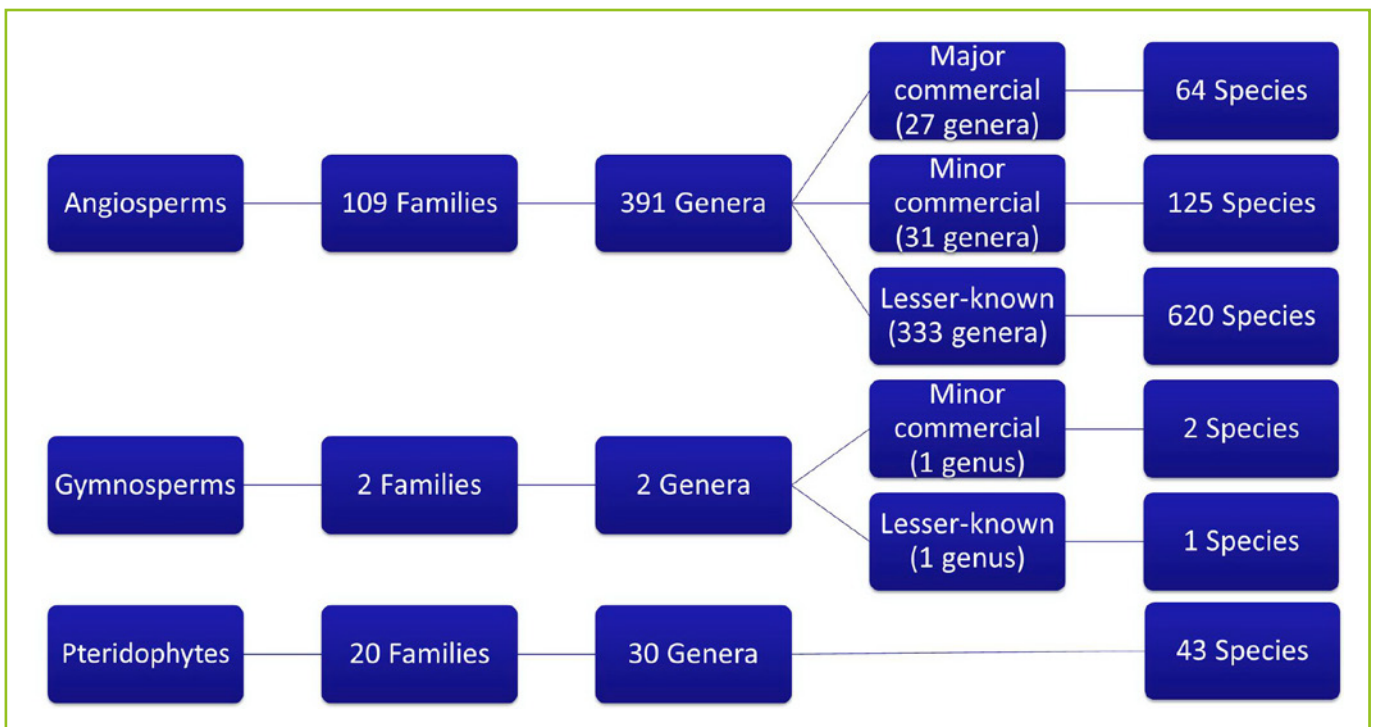 Angiosperms
109 Families
391 Genera
Major
commercial
(27 genera)
64 Species
Minor
commercial
(31 genera)
125 Species
Lesser-known
(333 genera)
620 Species
Gymnosperms
2 Families
2 Genera
Minor
commercial
(1 genus)
2 Species
Lesser-known
(1 genus)
1 Species
Pteridophytes
20 Families
30 Genera
43 Species